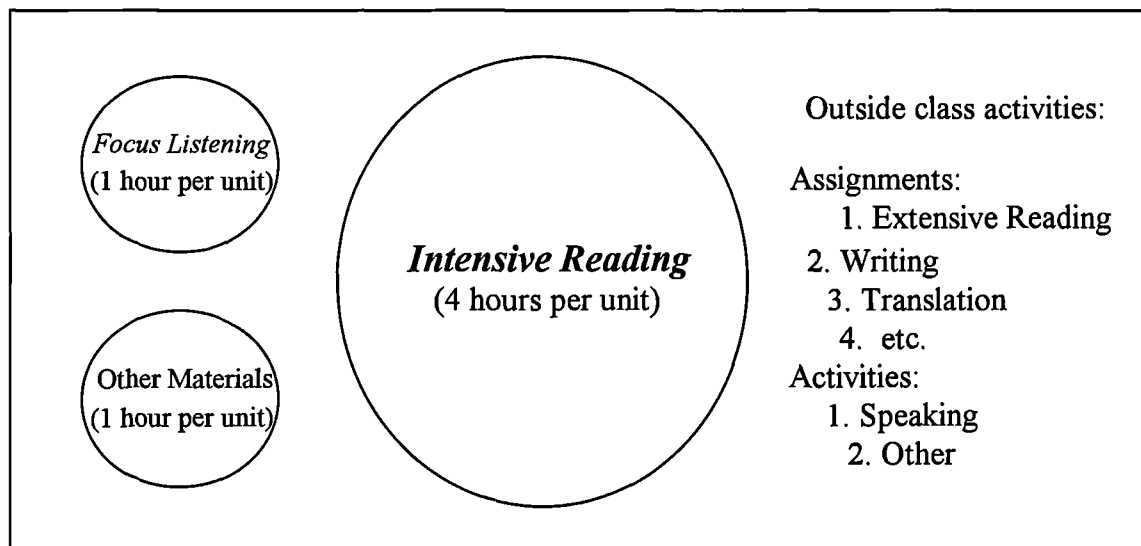 Focus Listening
(1 hour per unit)
Other Materials
(1 hour per unit)
Intensive Reading
(4 hours per unit)
Outside class activities:
Assignments:
1. Extensive Reading
2. Writing
3. Translation
4. etc.
Activities:
1. Speaking
2. Other